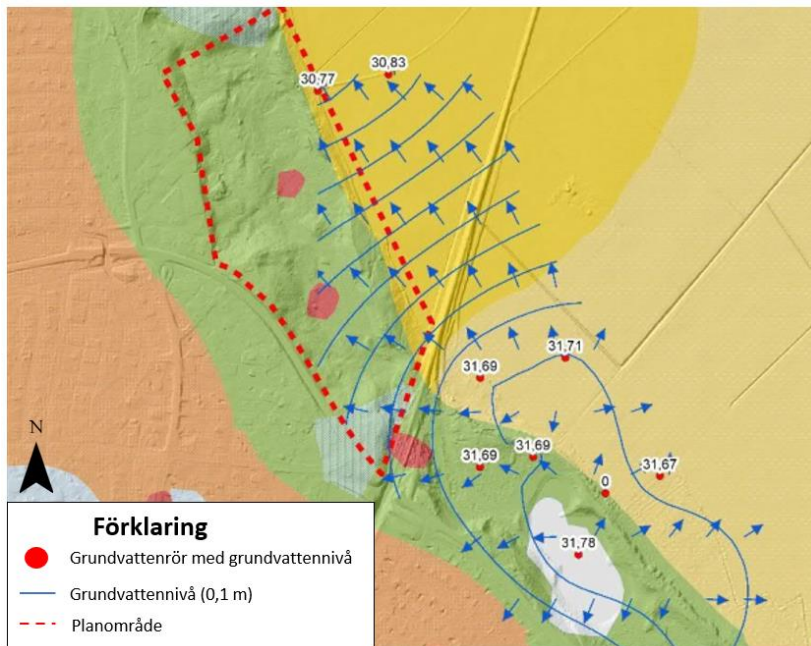 30,83
30,77
31,71
31,69
31,69
31,69
31,67
0
31,78
N
Förklaring
Grundvattenrör med grundvattennivå
Grundvattennivå (0,1 m)
Planområde